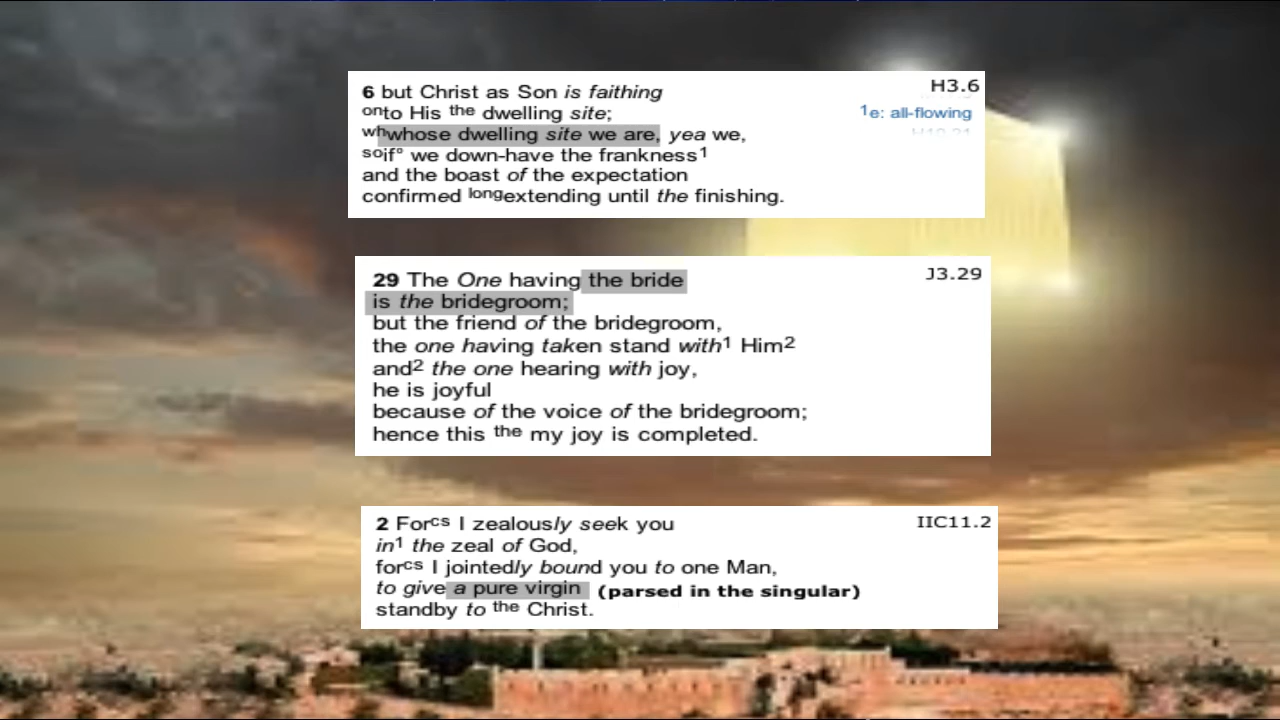 6 but Christ as Son is faithing
H3.6
onto His the dwelling site;
1e: all-flowing
whwhose dwelling site we are, yea we,
H10.21
soif° we down-have the frankness1
and the boast of the expectation
confirmed longextending until the finishing.
29 The One having the bride
J3.29
is the bridegroom;
but the friend of the bridegroom,
the one having taken stand with1 Him2
and2 the one hearing with joy,
he is joyful
because of the voice of the bridegroom;
hence this the my joy is completed.
2 Forcs I zealously seek you
IIC11.2
in1 the zeal of God,
forcs I jointedly bound you to one Man,
to give a pure virgin (parsed in the singular)
standby to the Christ.